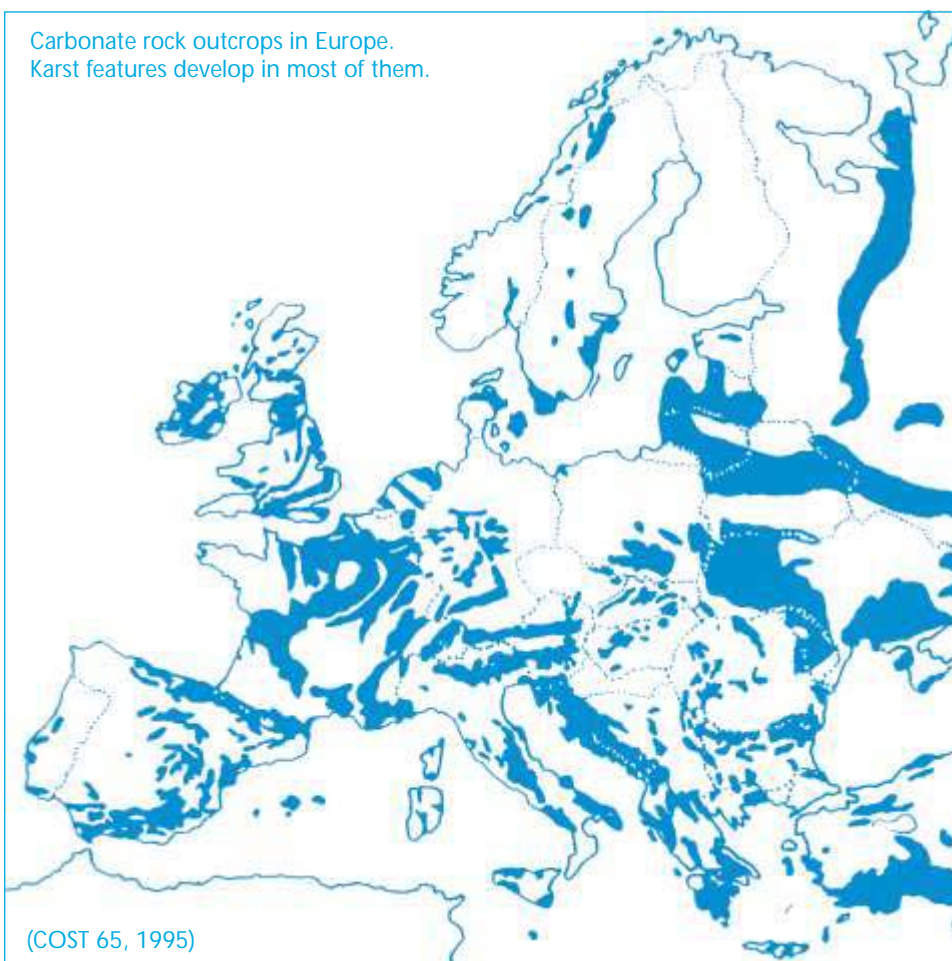 Carbonate rock outcrops in Europe.
Karst features develop in most of them.
(COST 65, 1995)